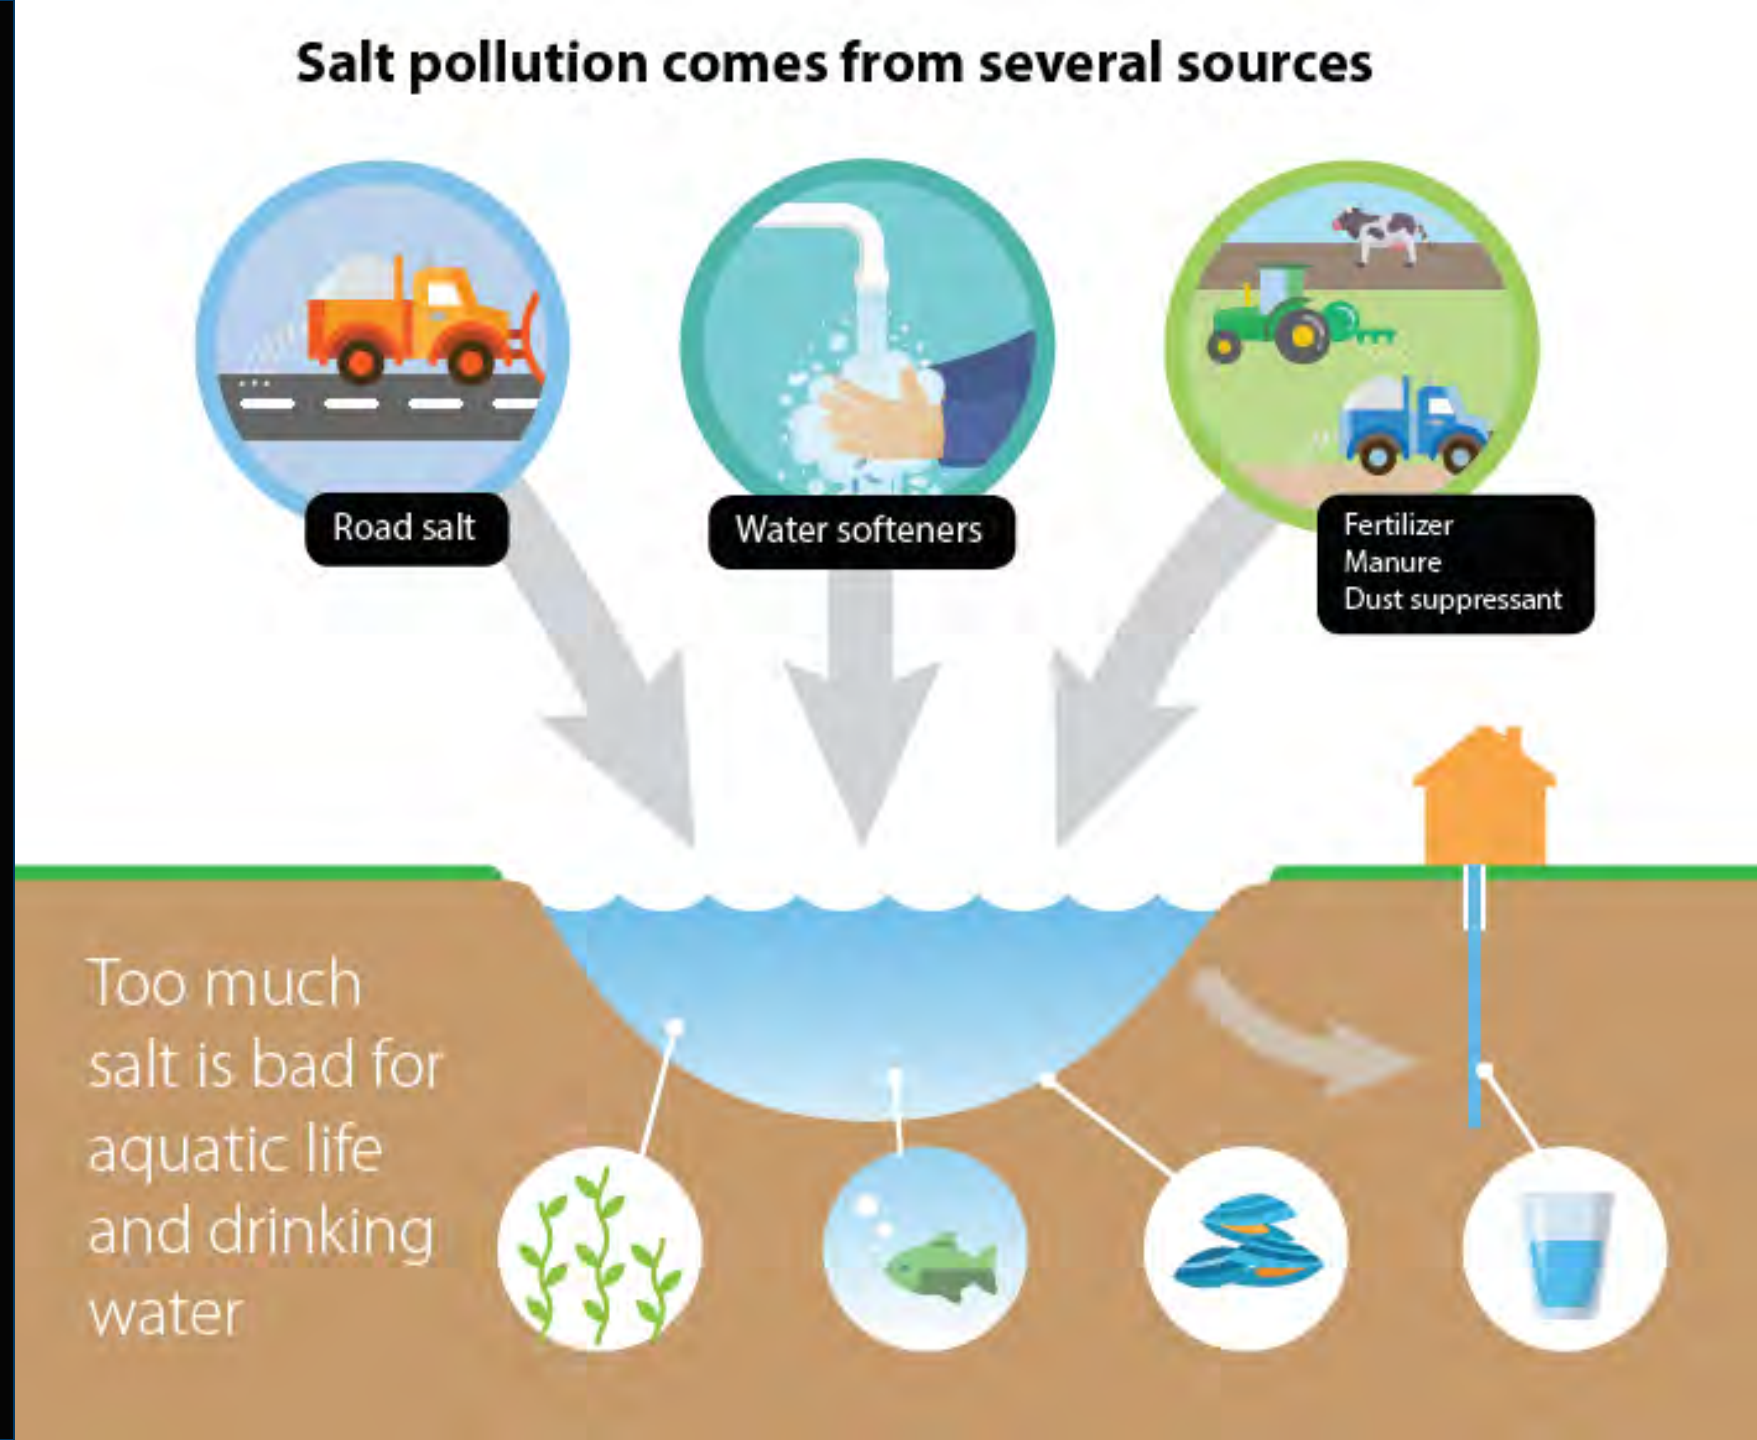 Salt pollution comes from several sources
Road salt
Water softeners
Fertilizer
Manure
Dust suppressant
Too much
salt is bad for
aquatic life
and drinking
water